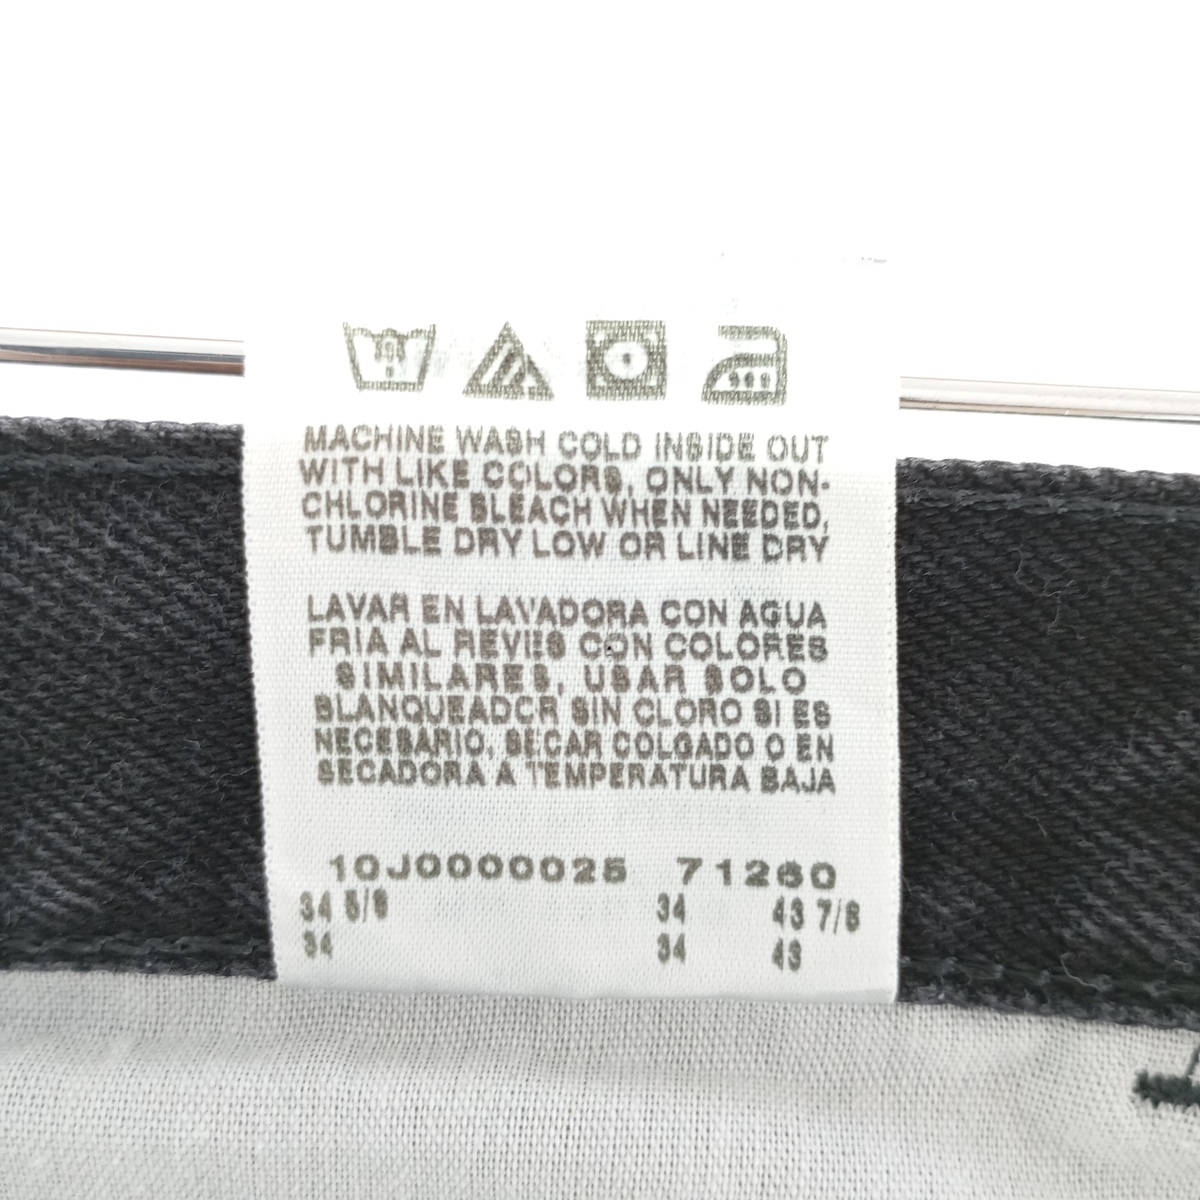 MACHINE WASH COLD INSIDE OUT
WITH LIKE COLORS, ONLY NON-
CHLORINE BLEACH WHEN NEEDED,
TUMBLE DRY LOW OR LINE DRY
LAVAR EN LAVADORA CON AGUA
FRIA AL REVES CON COLORES
SIMILARES, USAR SOLO
BLANQUEADOR SIN CLORO SI ES
NECESARIO, SECAR COLGADO O EN
SECADORA A TEMPERATURA BAJA
10J0000025 71260
34 5/8 34 43 7/8
34 34 43